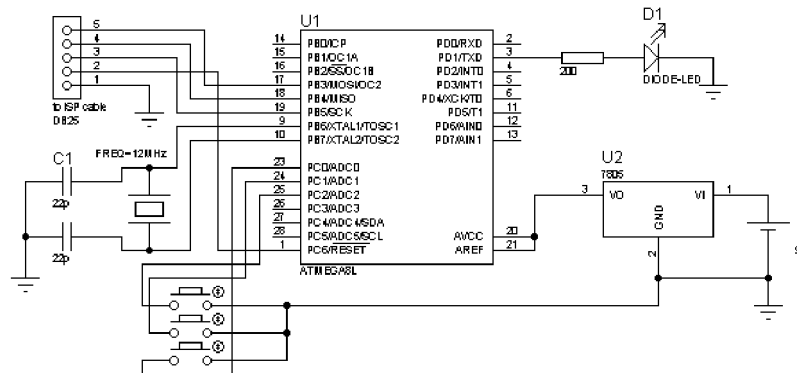 U1
D1
5
4
3
2
1
to ISP cable
DB25
14 PB0/ICP
15 PB1/OC1A
16 PB2/SS/OC1B
17 PB3/MOSI/OC2
18 PB4/MISO
19 PB5/SCK
9 PB6/XTAL1/TOSC1
10 PB7/XTAL2/TOSC2
23 PC0/ADC0
24 PC1/ADC1
25 PC2/ADC2
26 PC3/ADC3
27 PC4/ADC4/SDA
28 PC5/ADC5/SCL
1 PC6/RESET
PD0/RXD 2
PD1/TXD 3
PD2/INT0 4
PD3/INT1 5
PD4/XCK/T0 6
PD5/T1 11
PD6/AIN0 12
PD7/AIN1 13
AVCC 20
AREF 21
ATMEGA8L
200
DIODE-LED
C1
FREQ=12MHz
22p
22p
U2
7805
3 VO VI 1
GND
2